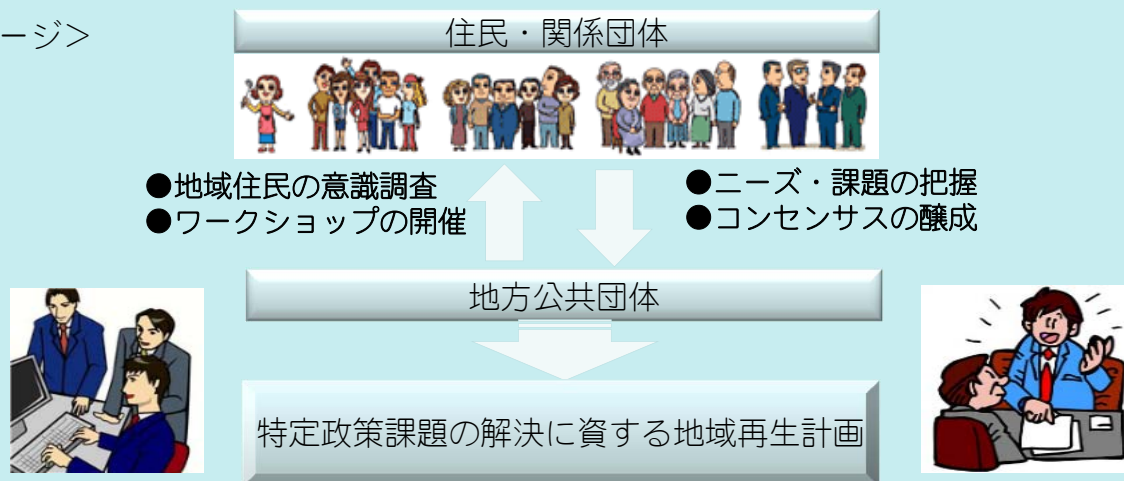 ージ＞
住民・関係団体
●地域住民の意識調査
●ワークショップの開催
●ニーズ・課題の把握
●コンセンサスの醸成
地方公共団体
特定政策課題の解決に資する地域再生計画